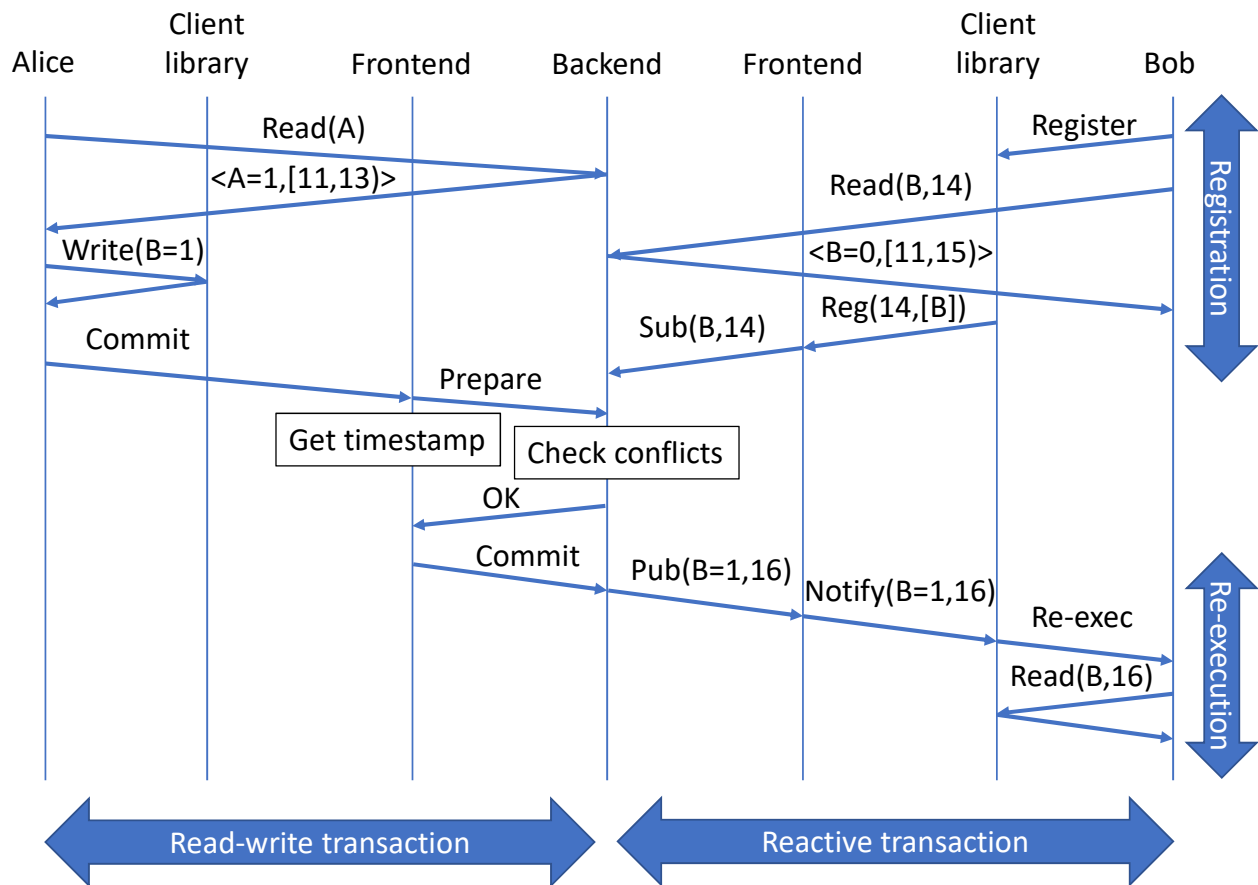 Alice
Client
library
Frontend
Backend
Frontend
Client
library
Bob
Read(A)
Register
<A=1,[11,13)>
Read(B,14)
Write(B=1)
<B=0,[11,15)>
Reg(14,[B])
Sub(B,14)
Commit
Prepare
Registration
Get timestamp
Check conflicts
OK
Commit
Pub(B=1,16)
Notify(B=1,16)
Re-exec
Read(B,16)
Re-execution
Read-write transaction
Reactive transaction